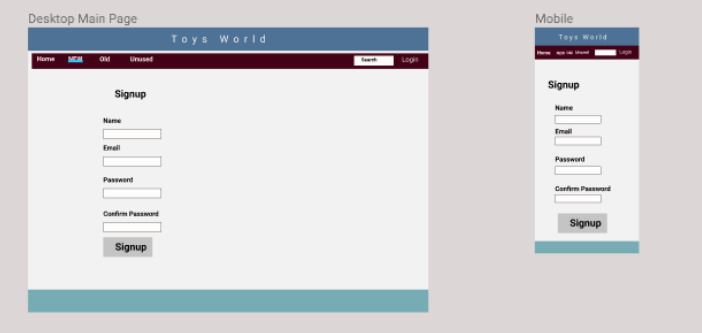 Desktop Main Page
Toys World
Home NEW Old Unused Search Login
Signup
Name
Email
Password
Confirm Password
Signup
Mobile
Toys World
Home NEW Old Unused Login
Signup
Name
Email
Password
Confirm Password
Signup